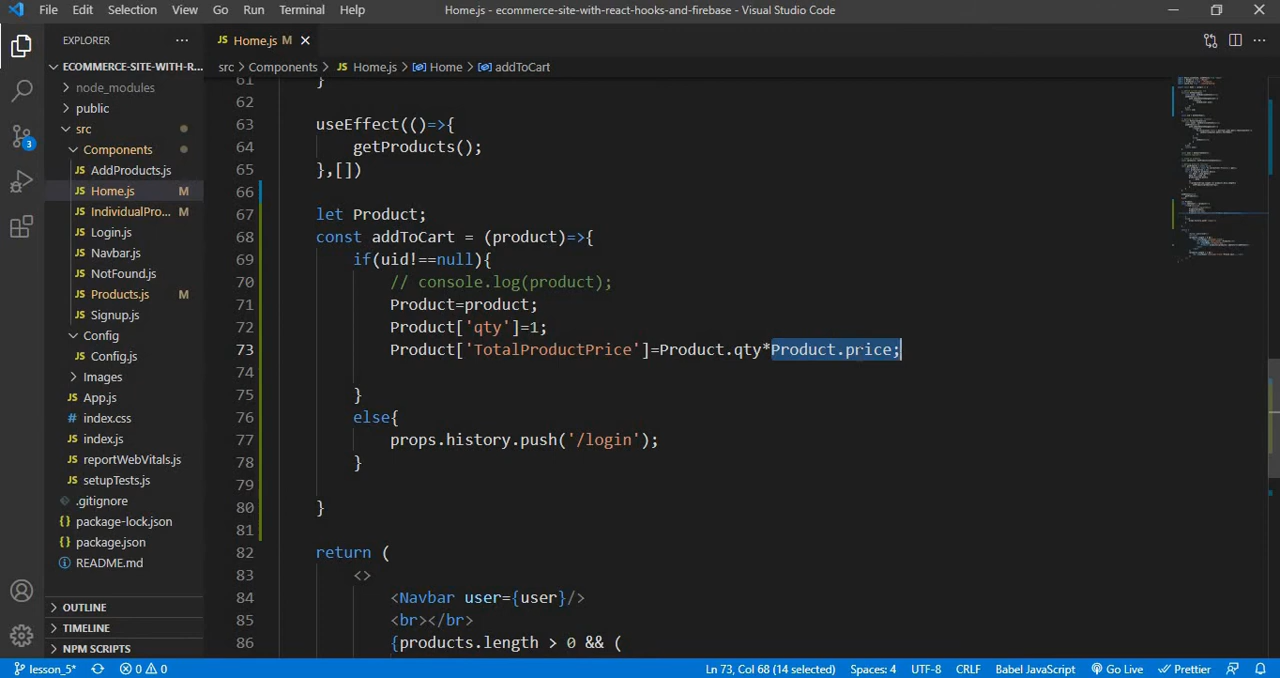 File Edit Selection View Go Run Terminal Help Home.js - ecommerce-site-with-react-hooks-and-firebase - Visual Studio Code
EXPLORER
Home.js M
ECOMMERCE-SITE-WITH-R...
src > Components > Home.js > Home > addToCart
node_modules
public
src
Components
AddProducts.js
Home.js M
IndividualPro... M
Login.js
Navbar.js
NotFound.js
Products.js M
Signup.js
Config
Config.js
Images
App.js
index.css
index.js
reportWebVitals.js
setupTests.js
.gitignore
package-lock.json
package.json
README.md
OUTLINE
TIMELINE
NPM SCRIPTS
3
61 }
62
63 useEffect(()=>{
64 getProducts();
65 },[])
66
67 let Product;
68 const addToCart = (product)=>{
69 if(uid!==null){
70 // console.log(product);
71 Product=product;
72 Product['qty']=1;
73 Product['TotalProductPrice']=Product.qty*Product.price;
74
75 }
76 else{
77 props.history.push('/login');
78 }
79
80 }
81
82 return (
83 <>
84 <Navbar user={user}/>
85 <br></br>
86 {products.length > 0 && (
lesson_5* 0 0 Ln 73, Col 68 (14 selected) Spaces: 4 UTF-8 CRLF Babel JavaScript Go Live Prettier